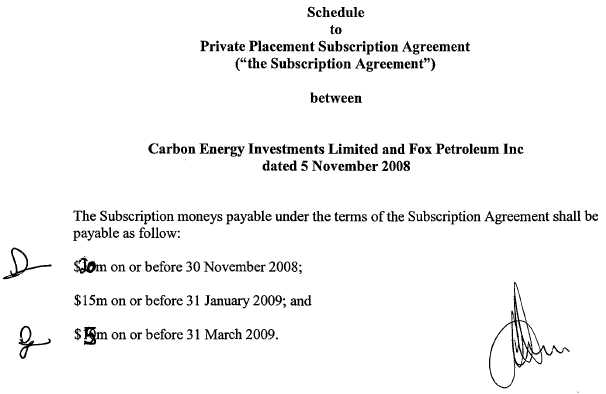 Schedule
to
Private Placement Subscription Agreement
(“the Subscription Agreement”)
between
Carbon Energy Investments Limited and Fox Petroleum Inc
dated 5 November 2008
The Subscription moneys payable under the terms of the Subscription Agreement shall be
payable as follow:
$20m on or before 30 November 2008;
$15m on or before 31 January 2009; and
$15m on or before 31 March 2009.